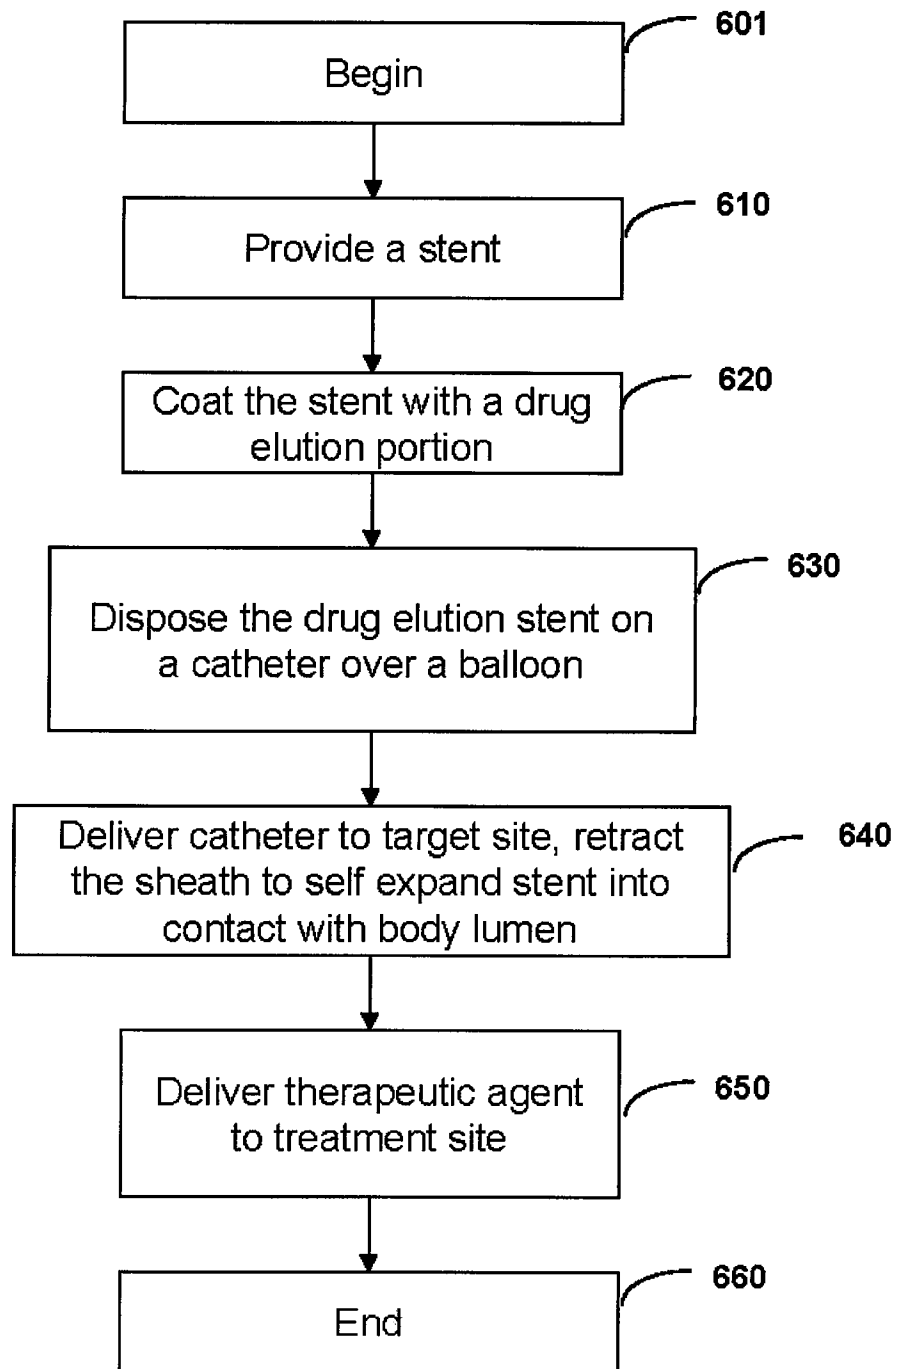 601
Begin
610
Provide a stent
620
Coat the stent with a drug
elution portion
630
Dispose the drug elution stent on
a catheter over a balloon
640
Deliver catheter to target site, retract
the sheath to self expand stent into
contact with body lumen
650
Deliver therapeutic agent
to treatment site
660
End